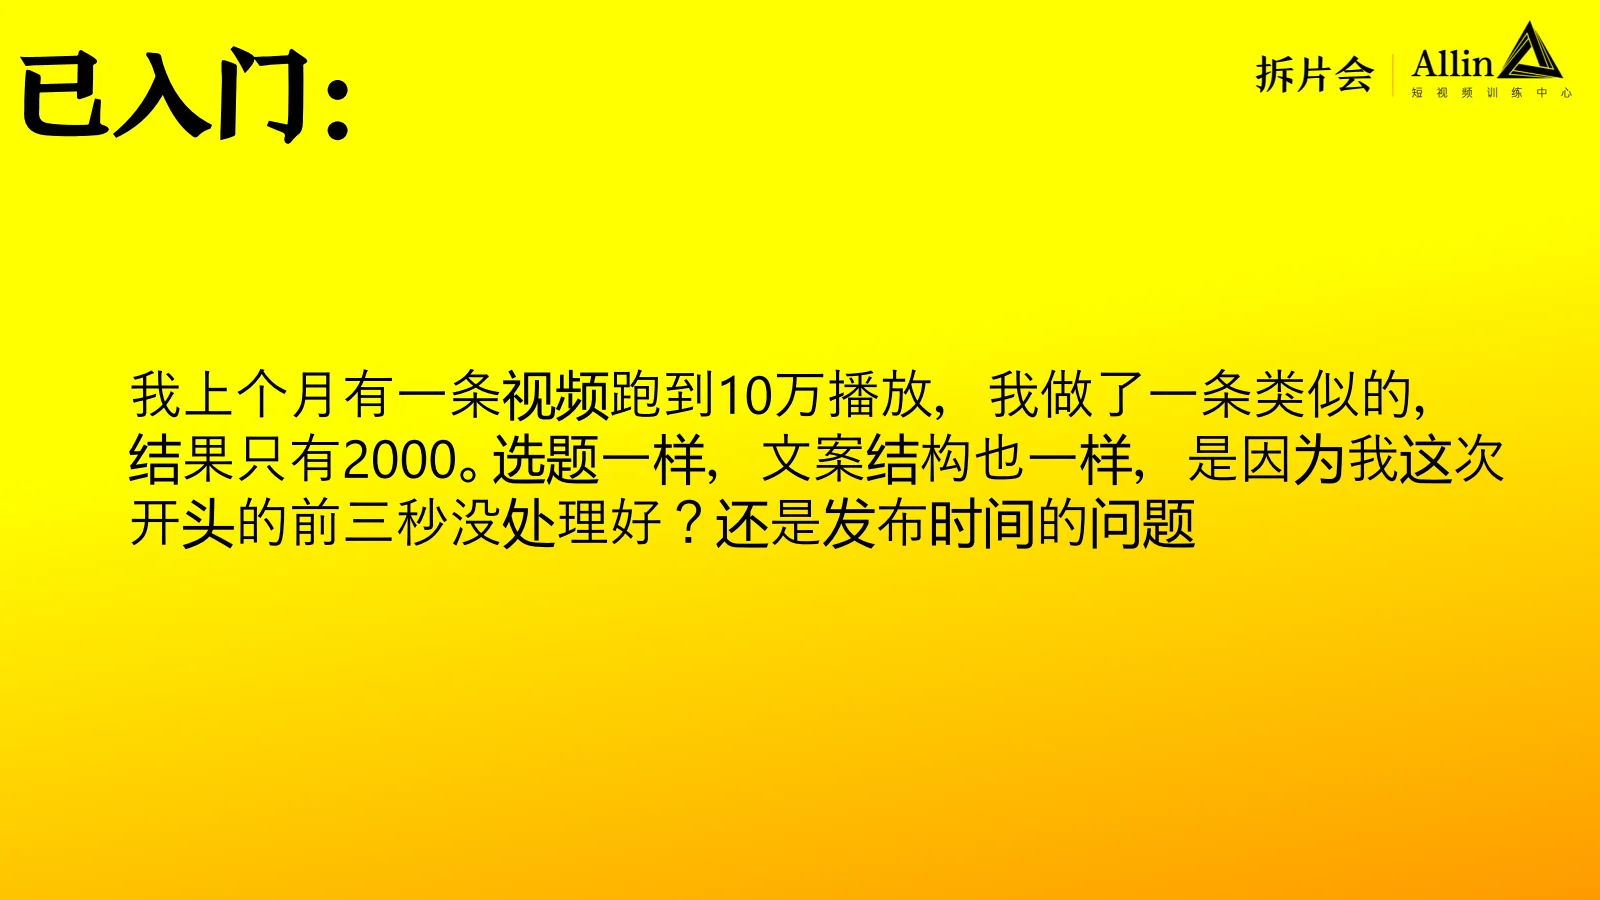 已入门：
拆片会
Allin
短视频训练中心
我上个月有一条视频跑到10万播放，我做了一条类似的，
结果只有2000。选题一样，文案结构也一样，是因为我这次
开头的前三秒没处理好？还是发布时间的问题